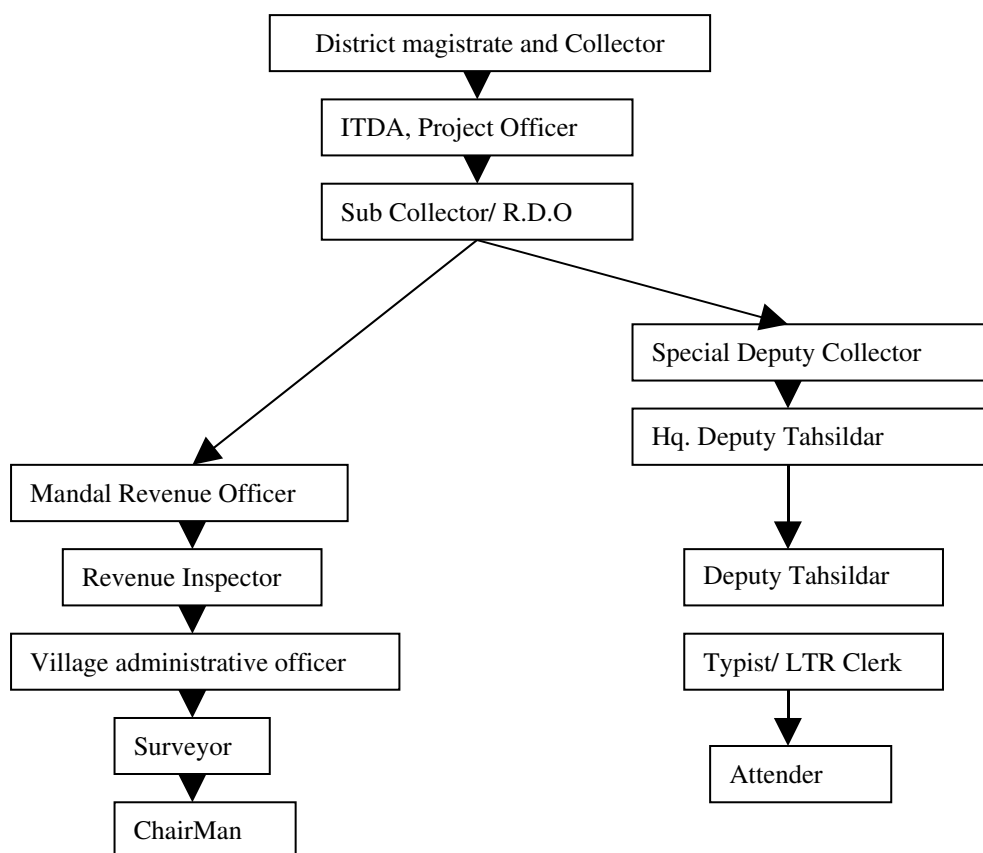 District magistrate and Collector
ITDA, Project Officer
Sub Collector/ R.D.O
Special Deputy Collector
Hq. Deputy Tahsildar
Mandal Revenue Officer
Revenue Inspector
Deputy Tahsildar
Village administrative officer
Typist/ LTR Clerk
Surveyor
Attender
ChairMan